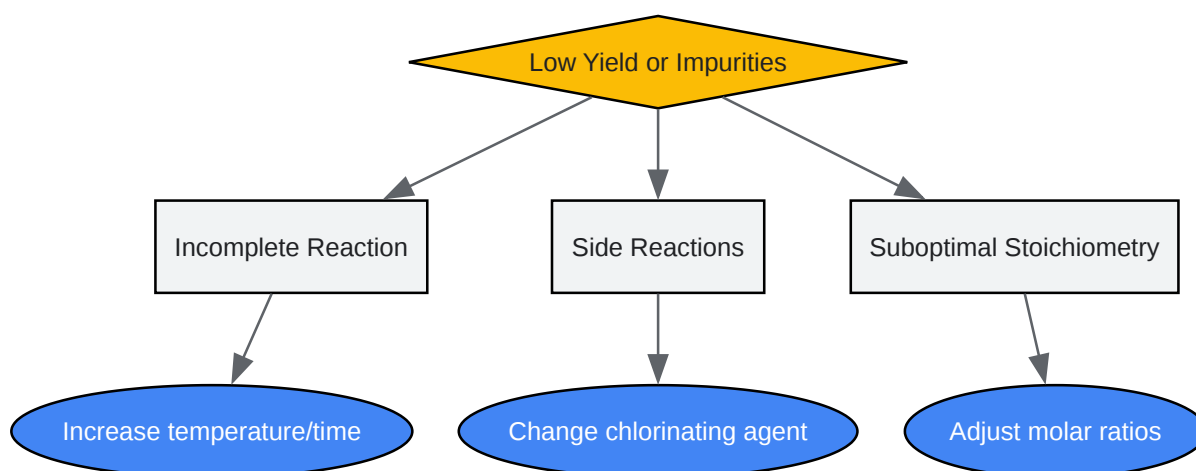 Low Yield or Impurities
Incomplete Reaction
Side Reactions
Suboptimal Stoichiometry
Increase temperature/time
Change chlorinating agent
Adjust molar ratios